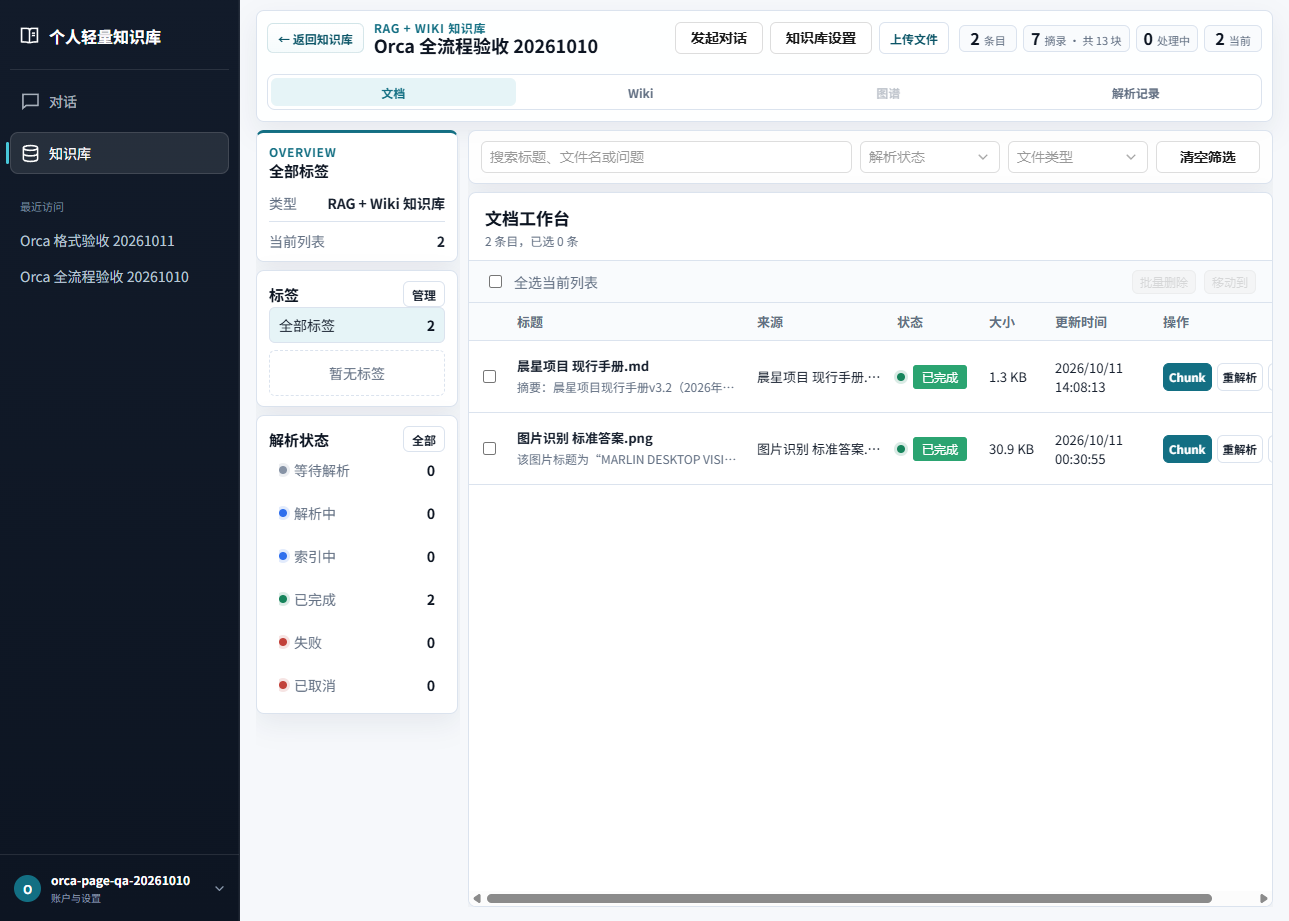 个人轻量知识库
对话
知识库
最近访问
Orca 格式验收 20261011
Orca 全流程验收 20261010
orca-page-qa-20261010
账户与设置
O
← 返回知识库
RAG + WIKI 知识库
Orca 全流程验收 20261010
发起对话
知识库设置
上传文件
2 条目
7 摘录 · 共 13 块
0 处理中
2 当前
文档
Wiki
图谱
解析记录
OVERVIEW
全部标签
类型 RAG + Wiki 知识库
当前列表 2
标签 管理
全部标签 2
暂无标签
解析状态 全部
等待解析 0
解析中 0
索引中 0
已完成 2
失败 0
已取消 0
搜索标题、文件名或问题
解析状态
文件类型
清空筛选
文档工作台
2 条目，已选 0 条
全选当前列表
批量删除
移动到
标题 来源 状态 大小 更新时间 操作
晨星项目 现行手册.md
摘要：晨星项目现行手册v3.2（2026年…
晨星项目 现行手册.…
已完成
1.3 KB
2026/10/11
14:08:13
Chunk
重解析
图片识别 标准答案.png
该图片标题为“MARLIN DESKTOP VISI…
图片识别 标准答案.…
已完成
30.9 KB
2026/10/11
00:30:55
Chunk
重解析